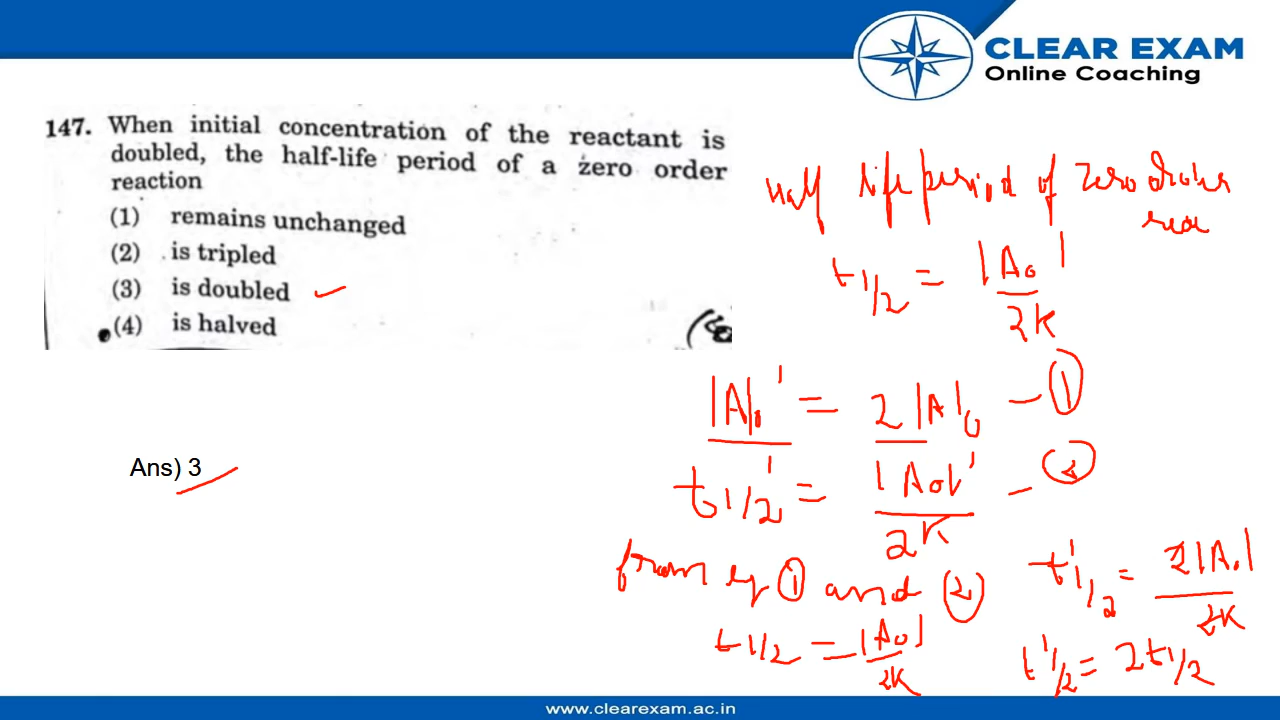 CLEAR EXAM
Online Coaching
147. When initial concentration of the reactant is
doubled, the half-life period of a zero order
reaction
(1) remains unchanged
(2) is tripled
(3) is doubled ✓
(4) is halved
Ans) 3
Half life period of zero order
t1/2 = |A0|
2K
|A|0' = 2|A|0 - ①
t1/2' = |A0|'
2K
- ②
from eq ① and ②
t1/2 = |A0|
2K
t'1/2 = 2|A0|
2K
t'1/2 = 2t1/2
www.clearexam.ac.in